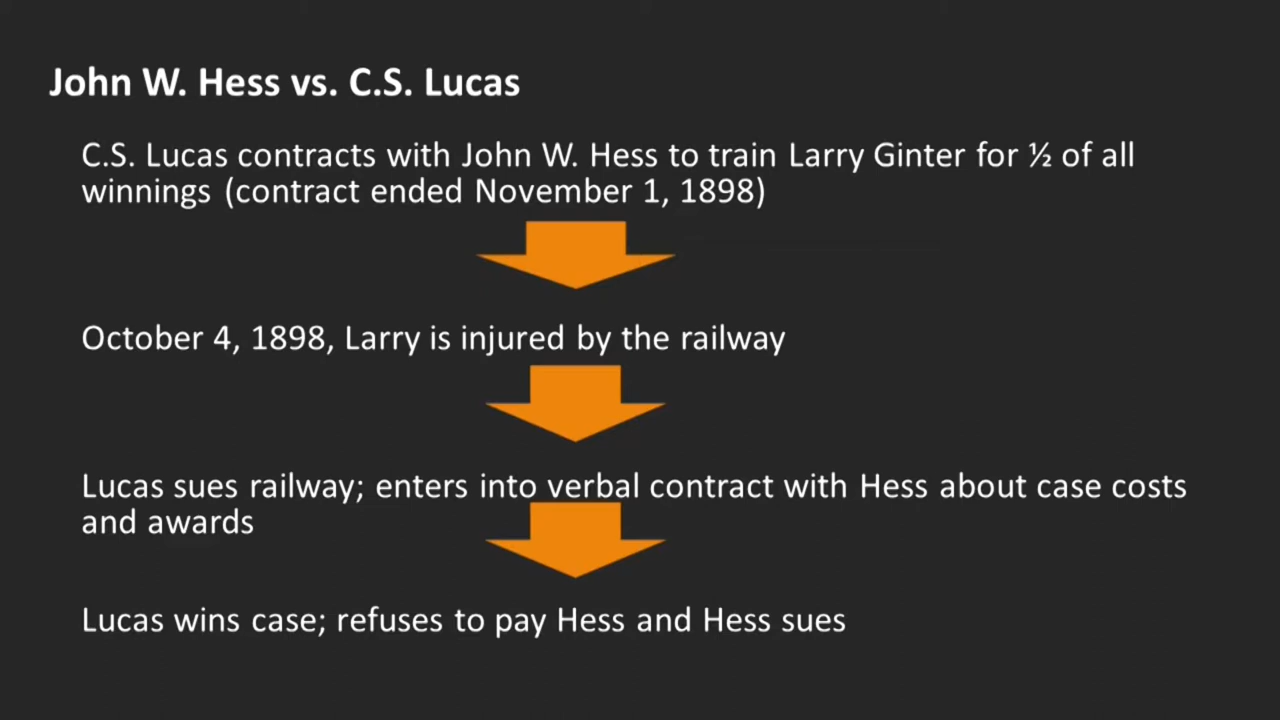 John W. Hess vs. C.S. Lucas
C.S. Lucas contracts with John W. Hess to train Larry Ginter for ½ of all
winnings (contract ended November 1, 1898)
October 4, 1898, Larry is injured by the railway
Lucas sues railway; enters into verbal contract with Hess about case costs
and awards
Lucas wins case; refuses to pay Hess and Hess sues